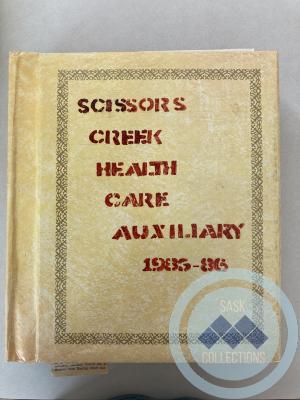 SCISSORS
CREEK
HEALTH
CARE
AUXILIARY
1985-86
SASK
COLLECTIONS